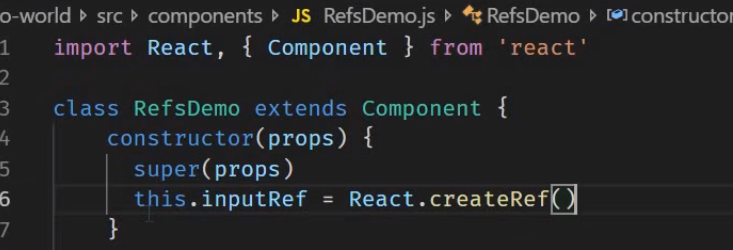 o-world > src > components > JS RefsDemo.js > RefsDemo > constructor
1 import React, { Component } from 'react'
2
3 class RefsDemo extends Component {
4 constructor(props) {
5 super(props)
6 this.inputRef = React.createRef()
7 }